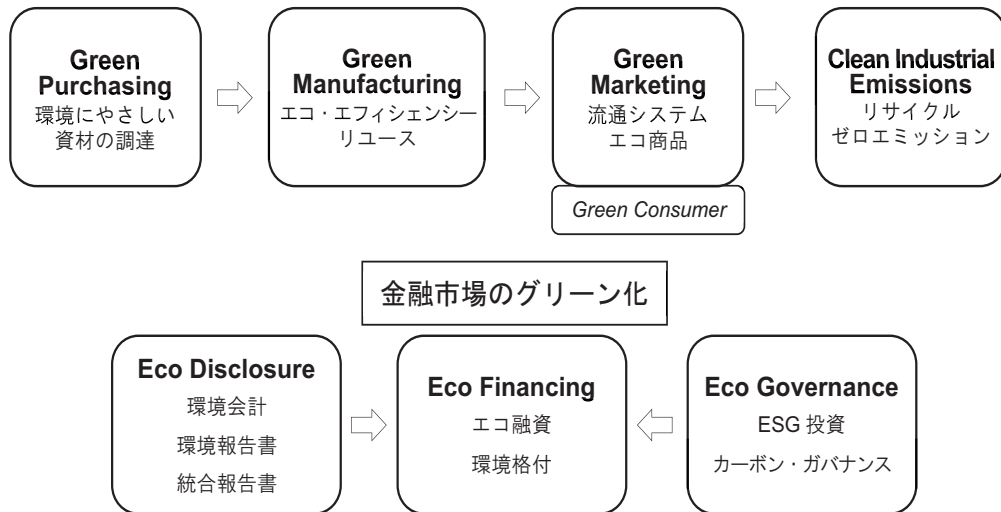 Green
Purchasing
環境にやさしい
資材の調達
Green
Manufacturing
エコ・エフィシェンシー
リユース
Green
Marketing
流通システム
エコ商品
Green Consumer
Clean Industrial
Emissions
リサイクル
ゼロエミッション
金融市場のグリーン化
Eco Disclosure
環境会計
環境報告書
統合報告書
Eco Financing
エコ融資
環境格付
Eco Governance
ESG 投資
カーボン・ガバナンス